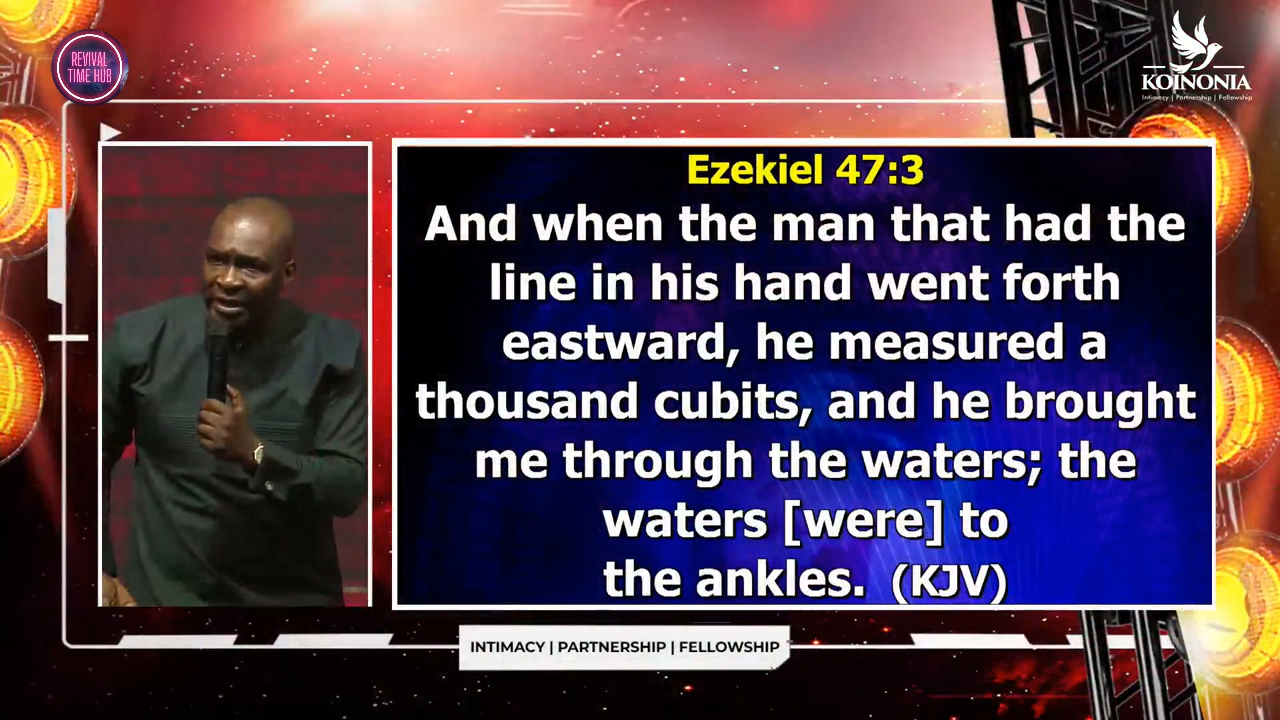 REVIVAL
TIME HUB
KOINONIA
Intimacy | Partnership | Fellowship
Ezekiel 47:3
And when the man that had the
line in his hand went forth
eastward, he measured a
thousand cubits, and he brought
me through the waters; the
waters [were] to
the ankles. (KJV)
INTIMACY | PARTNERSHIP | FELLOWSHIP